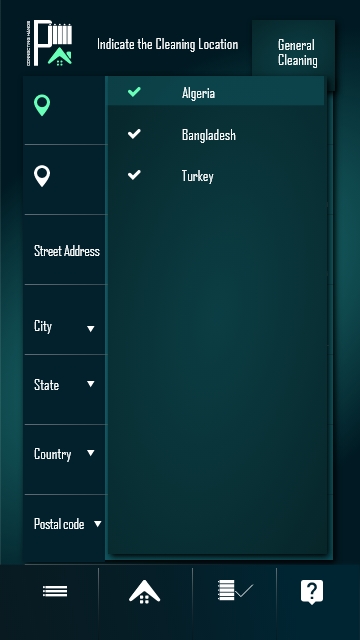 Indicate the Cleaning Location
General
Cleaning
Algeria
Bangladesh
Turkey
Street Address
City
State
Country
Postal code